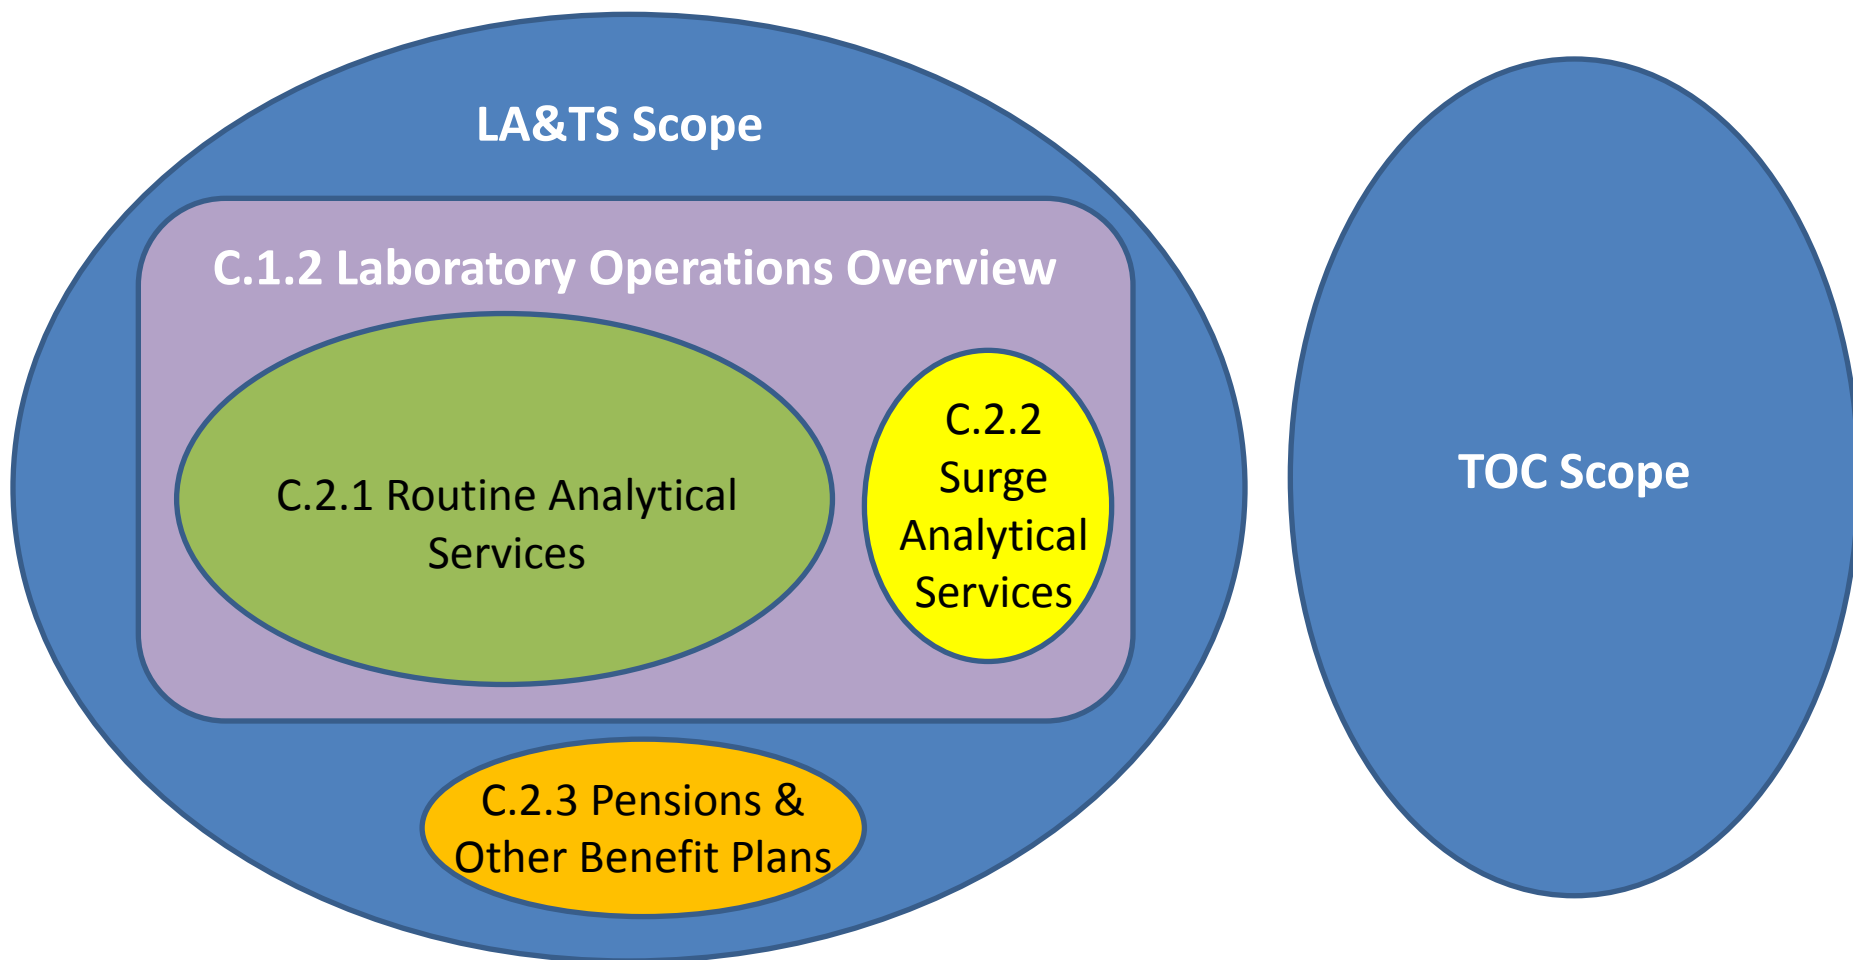 LA&TS Scope
C.1.2 Laboratory Operations Overview
C.2.1 Routine Analytical
Services
C.2.2
Surge
Analytical
Services
C.2.3 Pensions &
Other Benefit Plans
TOC Scope